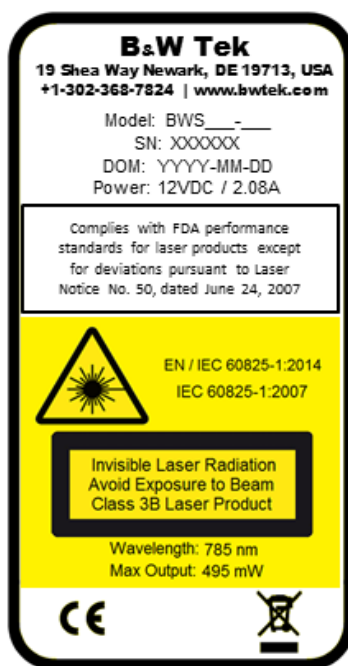 B&W Tek
19 Shea Way Newark, DE 19713, USA
+1-302-368-7824 | www.bwtek.com
Model: BWS___-___
SN: XXXXXX
DOM: YYYY-MM-DD
Power: 12VDC / 2.08A
Complies with FDA performance
standards for laser products except
for deviations pursuant to Laser
Notice No. 50, dated June 24, 2007
EN / IEC 60825-1:2014
IEC 60825-1:2007
Invisible Laser Radiation
Avoid Exposure to Beam
Class 3B Laser Product
Wavelength: 785 nm
Max Output: 495 mW
CE